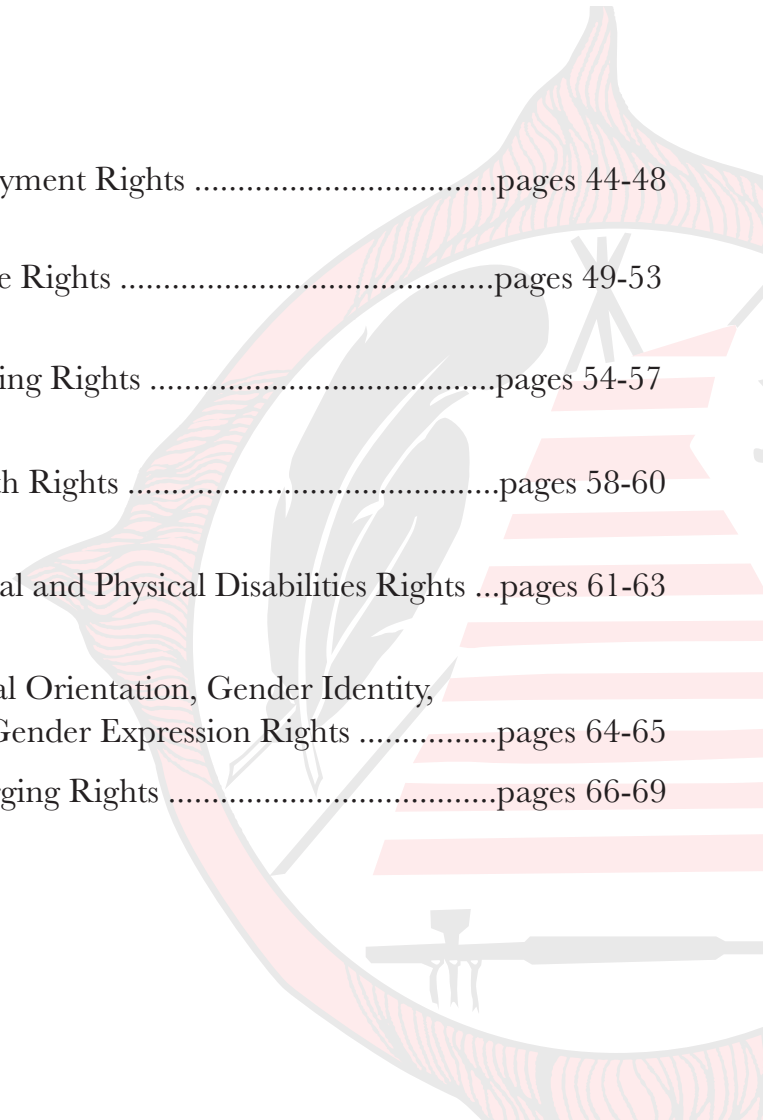 yment Rights ..................................pages 44-48
e Rights ..........................................pages 49-53
ing Rights .......................................pages 54-57
th Rights ..........................................pages 58-60
al and Physical Disabilities Rights ...pages 61-63
al Orientation, Gender Identity,
Gender Expression Rights ...............pages 64-65
ging Rights .....................................pages 66-69